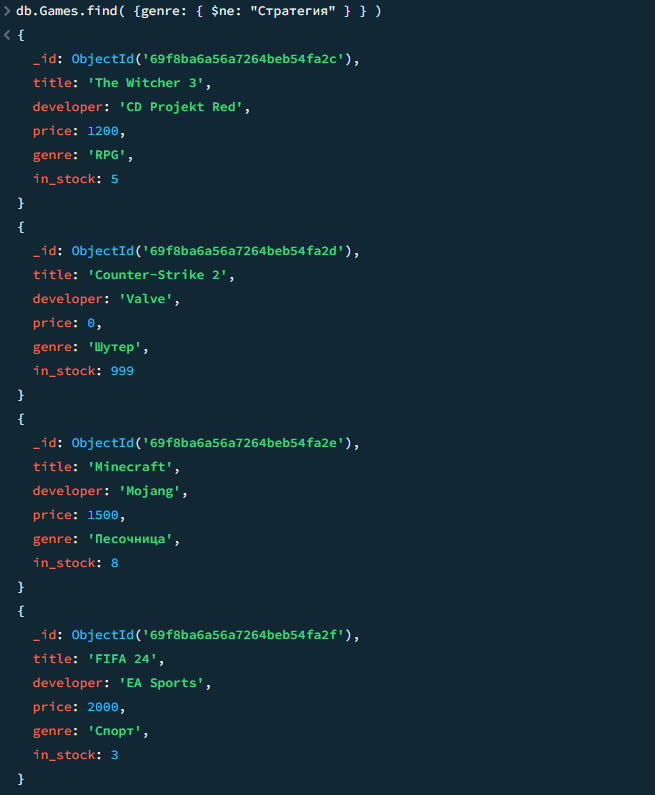 > db.Games.find( {genre: { $ne: "Стратегия" } } )
< {
_id: ObjectId('69f8ba6a56a7264beb54fa2c'),
title: 'The Witcher 3',
developer: 'CD Projekt Red',
price: 1200,
genre: 'RPG',
in_stock: 5
}
{
_id: ObjectId('69f8ba6a56a7264beb54fa2d'),
title: 'Counter-Strike 2',
developer: 'Valve',
price: 0,
genre: 'Шутер',
in_stock: 999
}
{
_id: ObjectId('69f8ba6a56a7264beb54fa2e'),
title: 'Minecraft',
developer: 'Mojang',
price: 1500,
genre: 'Песочница',
in_stock: 8
}
{
_id: ObjectId('69f8ba6a56a7264beb54fa2f'),
title: 'FIFA 24',
developer: 'EA Sports',
price: 2000,
genre: 'Спорт',
in_stock: 3
}